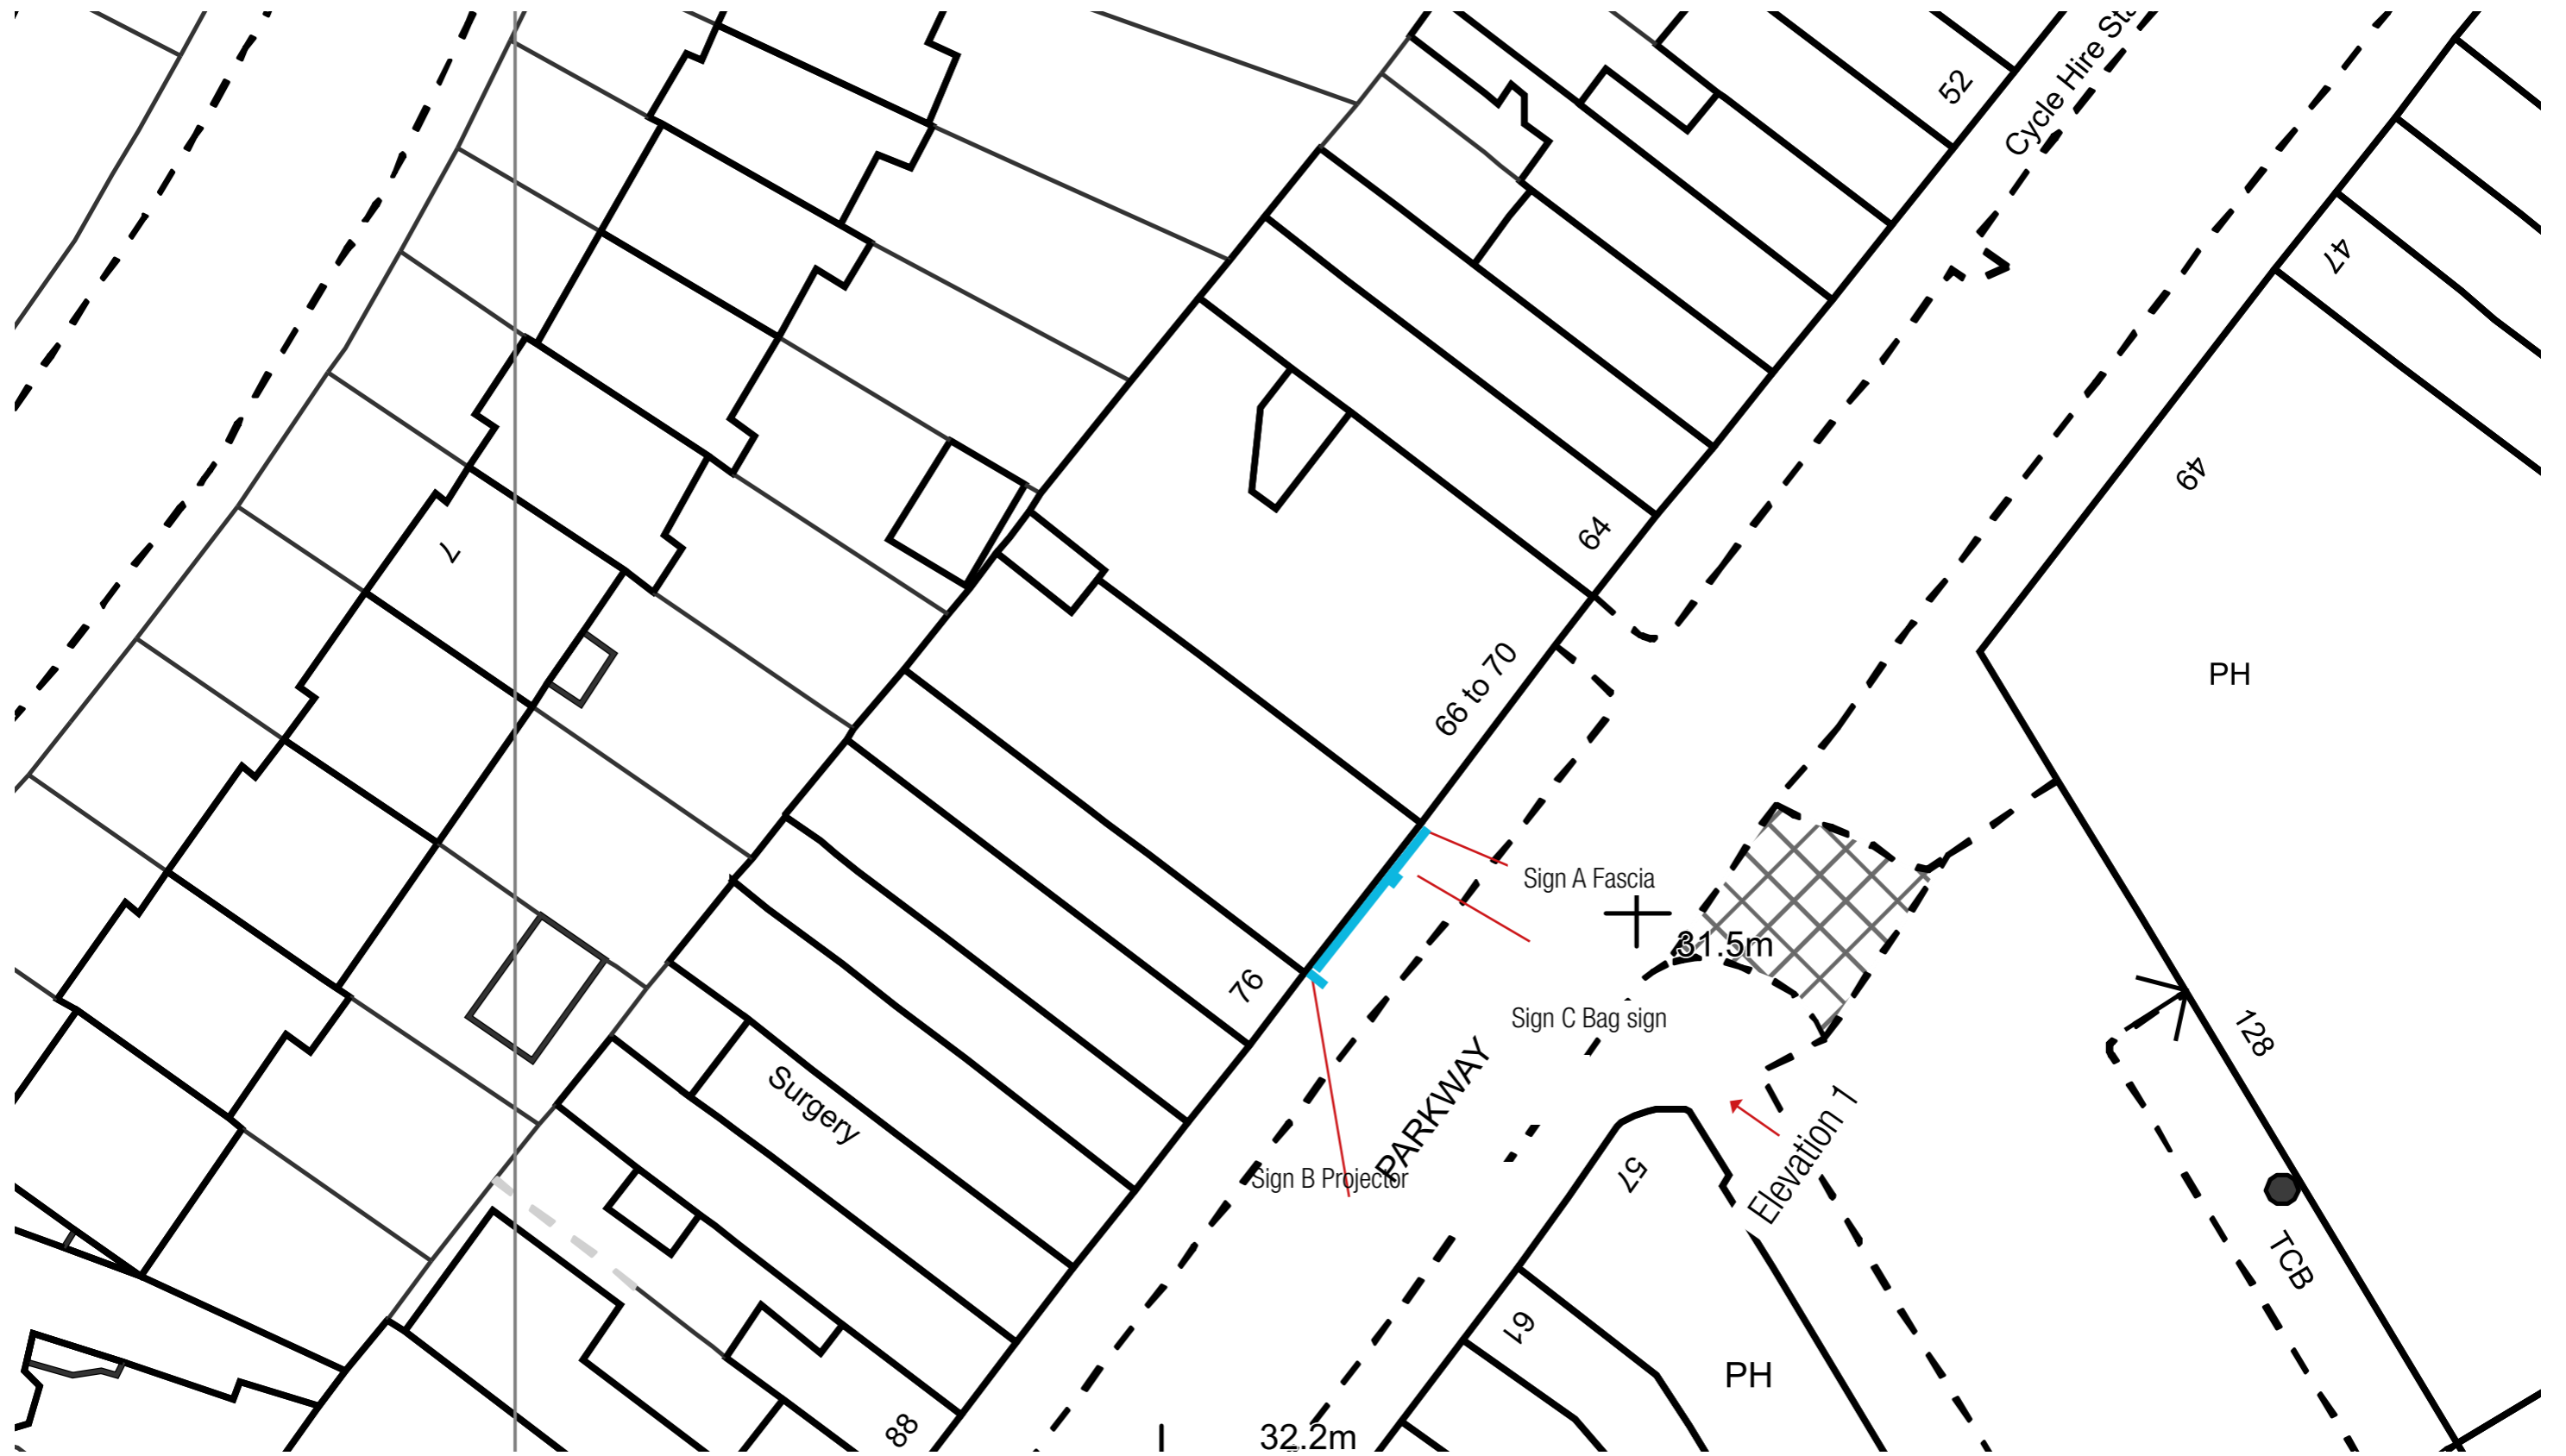 52
Cycle Hire Sta
47
49
64
7
66 to 70
PH
Sign A Fascia
31.5m
76
Sign C Bag sign
128
PARKWAY
Surgery
Elevation 1
57
Sign B Projector
TCB
61
PH
88
32.2m